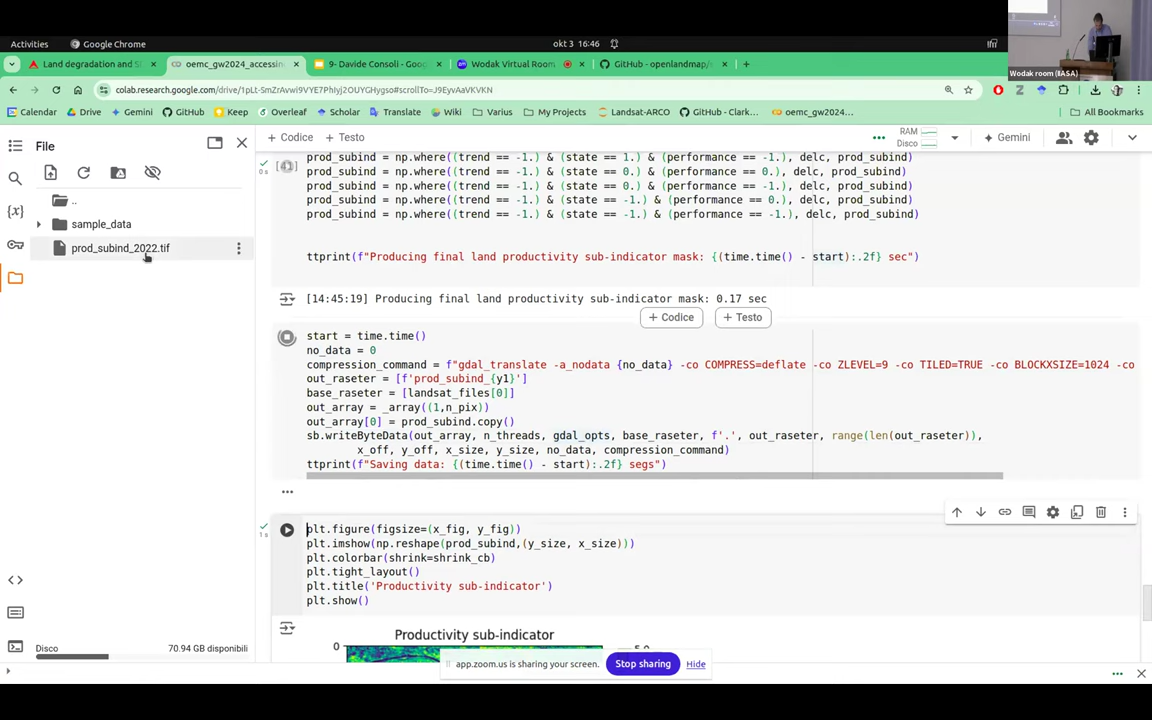 Activities
Google Chrome
okt 3 16:46
Wodak room (IIASA)
Land degradation and S
oemc_gw2024_accessin
9- Davide Consoli - Google
Wodak Virtual Room
GitHub - openlandmap/
colab.research.google.com/drive/1pLt-SmZrAvwi9VYE7PhIyj2OUYGHygso#scrollTo=J9EyvAaVKVKN
Calendar
Drive
Gemini
GitHub
Keep
Overleaf
Scholar
Translate
Writing
Varius
My Projects
Landsat-ARCO
GitHub - Clark...
oemc_gw2024...
All Bookmarks
File
+ Codice
+ Testo
RAM
Disco
Gemini
..
sample_data
prod_subind_2022.tif
[41]
0s
prod_subind = np.where((trend == -1.) & (state == 1.) & (performance == -1.), delc, prod_subind)
prod_subind = np.where((trend == -1.) & (state == 0.) & (performance == 0.), delc, prod_subind)
prod_subind = np.where((trend == -1.) & (state == 0.) & (performance == -1.), delc, prod_subind)
prod_subind = np.where((trend == -1.) & (state == -1.) & (performance == 0.), delc, prod_subind)
prod_subind = np.where((trend == -1.) & (state == -1.) & (performance == -1.), delc, prod_subind)
ttprint(f"Producing final land productivity sub-indicator mask: {(time.time() - start):.2f} sec")
[14:45:19] Producing final land productivity sub-indicator mask: 0.17 sec
+ Codice
+ Testo
start = time.time()
no_data = 0
compression_command = f"gdal_translate -a_nodata {no_data} -co COMPRESS=deflate -co ZLEVEL=9 -co TILED=TRUE -co BLOCKXSIZE=1024 -co
out_raseter = [f'prod_subind_{y1}']
base_raseter = [landsat_files[0]]
out_array = _array((1,n_pix))
out_array[0] = prod_subind.copy()
sb.writeByteData(out_array, n_threads, gdal_opts, base_raseter, f'.', out_raseter, range(len(out_raseter)),
x_off, y_off, x_size, y_size, no_data, compression_command)
ttprint(f"Saving data: {(time.time() - start):.2f} segs")
1s
plt.figure(figsize=(x_fig, y_fig))
plt.imshow(np.reshape(prod_subind,(y_size, x_size)))
plt.colorbar(shrink=shrink_cb)
plt.tight_layout()
plt.title('Productivity sub-indicator')
plt.show()
Productivity sub-indicator
0
5.0
Disco
70.94 GB disponibili
app.zoom.us is sharing your screen.
Stop sharing
Hide